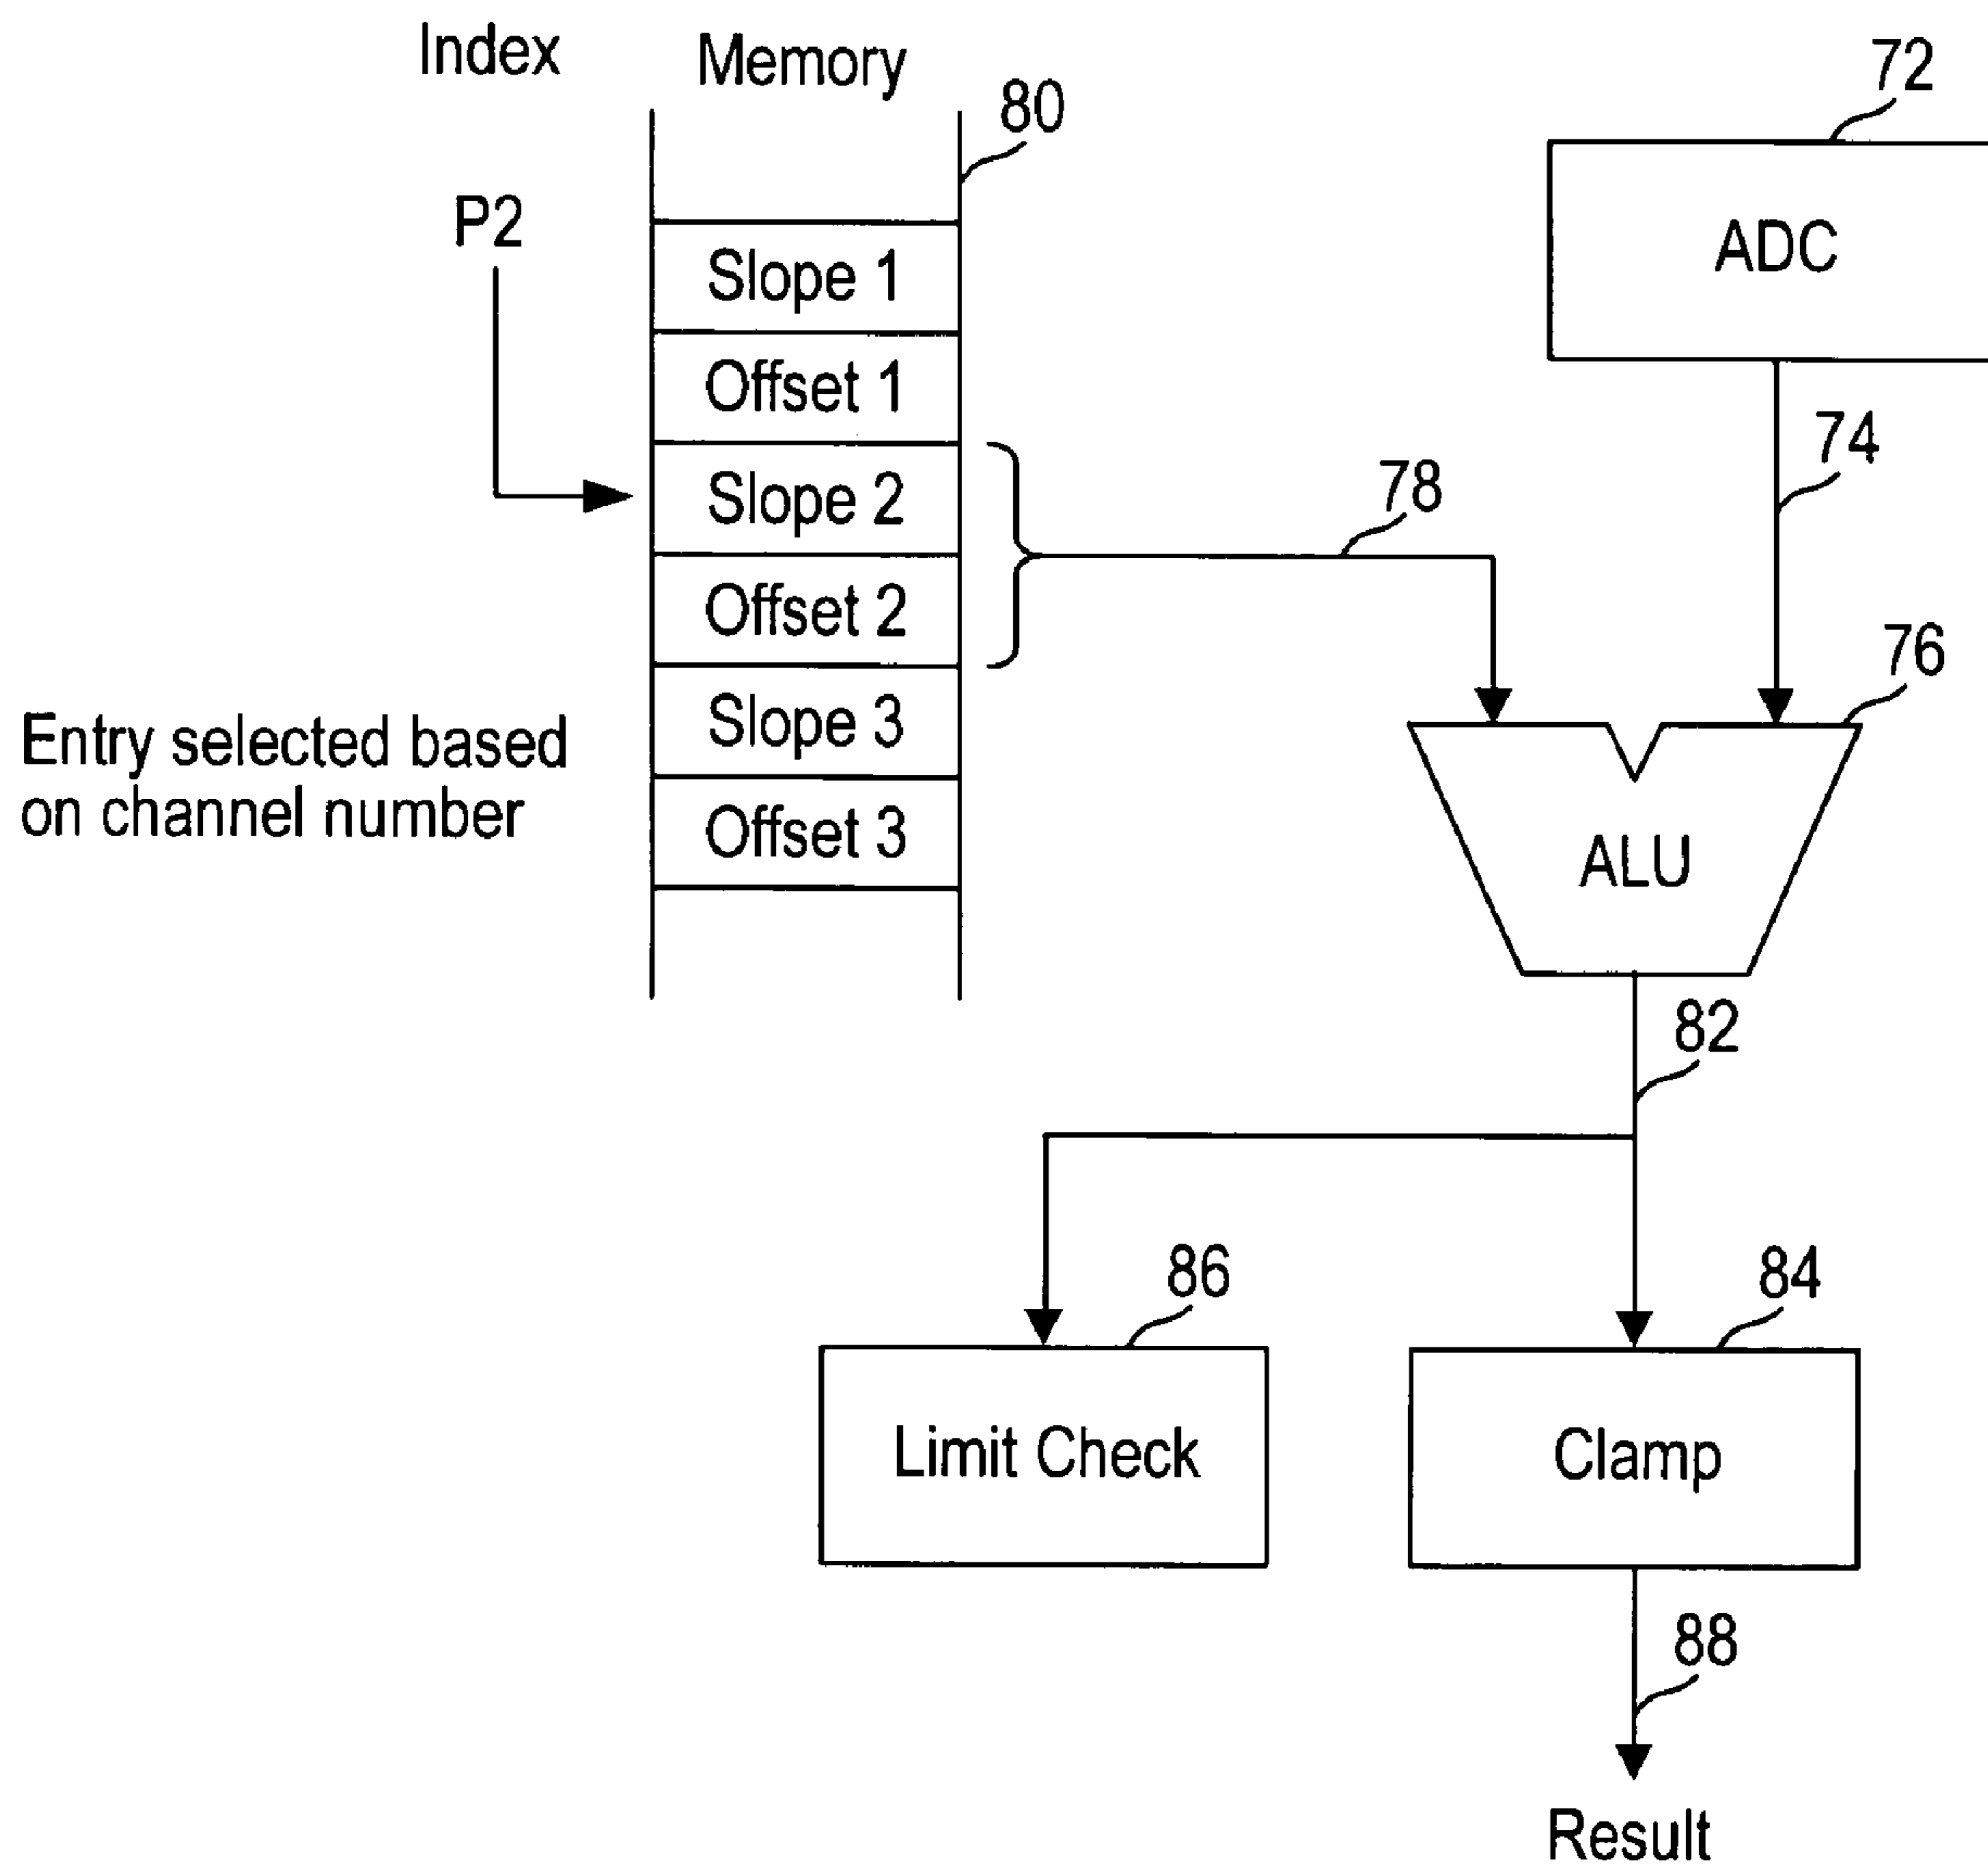 Index
Memory
80
72
P2
ADC
Slope 1
Offset 1
Slope 2
Offset 2
Slope 3
Offset 3
78
74
76
Entry selected based
on channel number
ALU
82
86
84
Limit Check
Clamp
88
Result